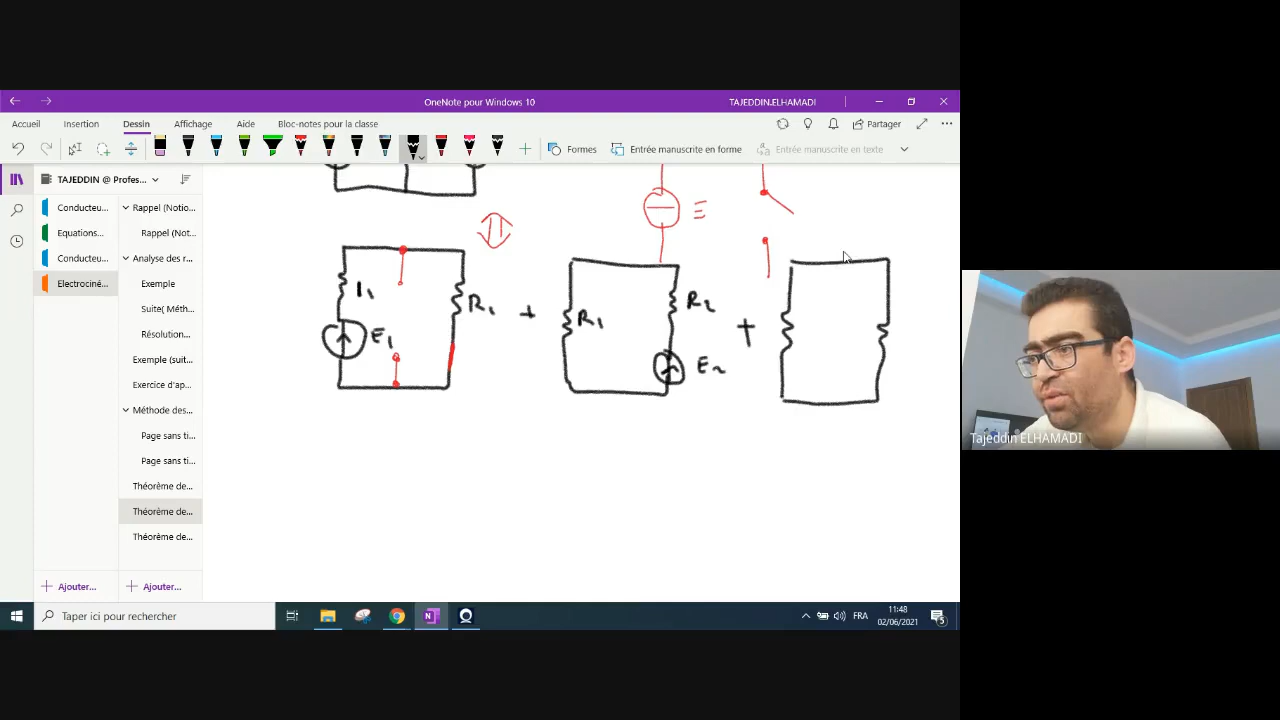 OneNote pour Windows 10
TAJEDDIN.ELHAMADI
Accueil
Insertion
Dessin
Affichage
Aide
Bloc-notes pour la classe
Partager
Formes
Entrée manuscrite en forme
Entrée manuscrite en texte
TAJEDDIN @ Profes...
Conducteu...
Equations...
Conducteu...
Electrociné...
Rappel (Notio...
Rappel (Not...
Analyse des r...
Exemple
Suite( Méth...
Résolution...
Exemple (suit...
Exercice d'ap...
Méthode des...
Page sans ti...
Page sans ti...
Théorème de...
Théorème de...
Théorème de...
Ajouter...
Ajouter...
E
E1
R1
+
R1
R2
E2
+
Tajeddin ELHAMADI
Taper ici pour rechercher
FRA
11:48
02/06/2021
5